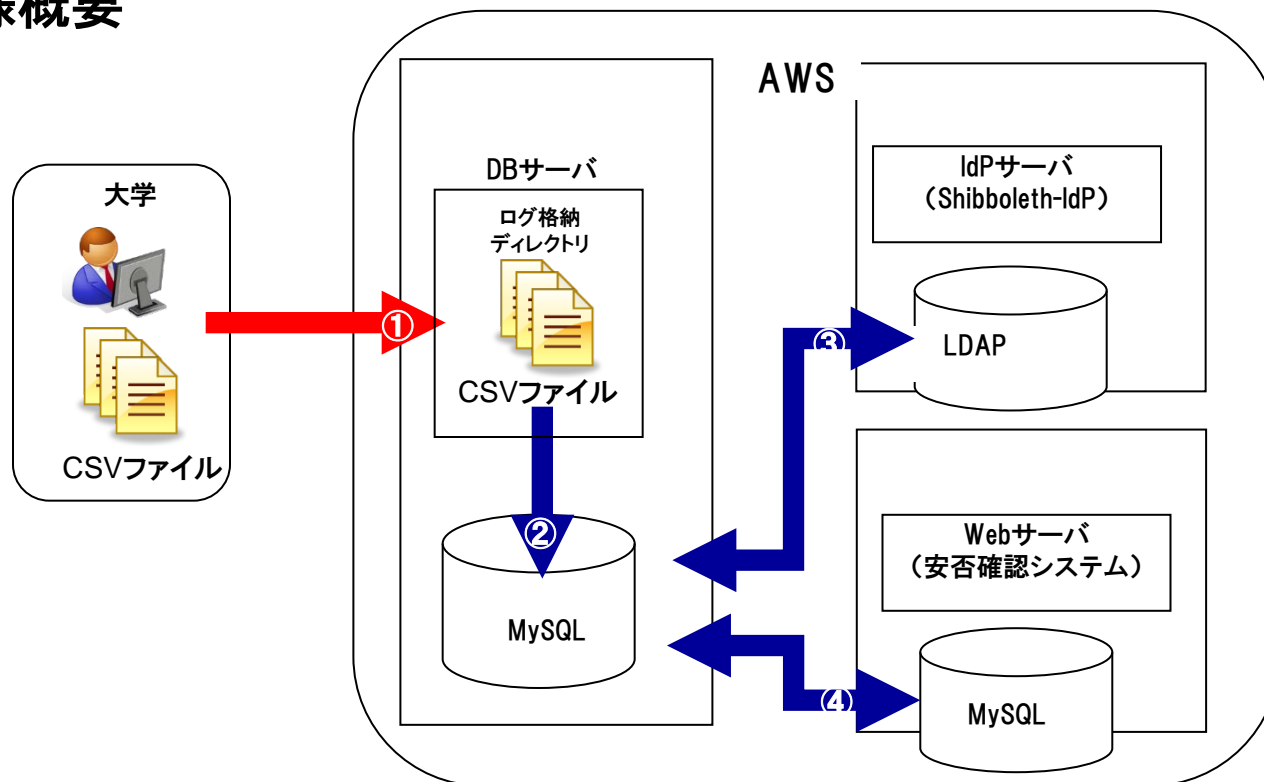 様概要
AWS
大学
CSVファイル
DBサーバ
ログ格納
ディレクトリ
CSVファイル
①
②
MySQL
③
IdPサーバ
(Shibboleth-IdP)
LDAP
④
Webサーバ
(安否確認システム)
MySQL